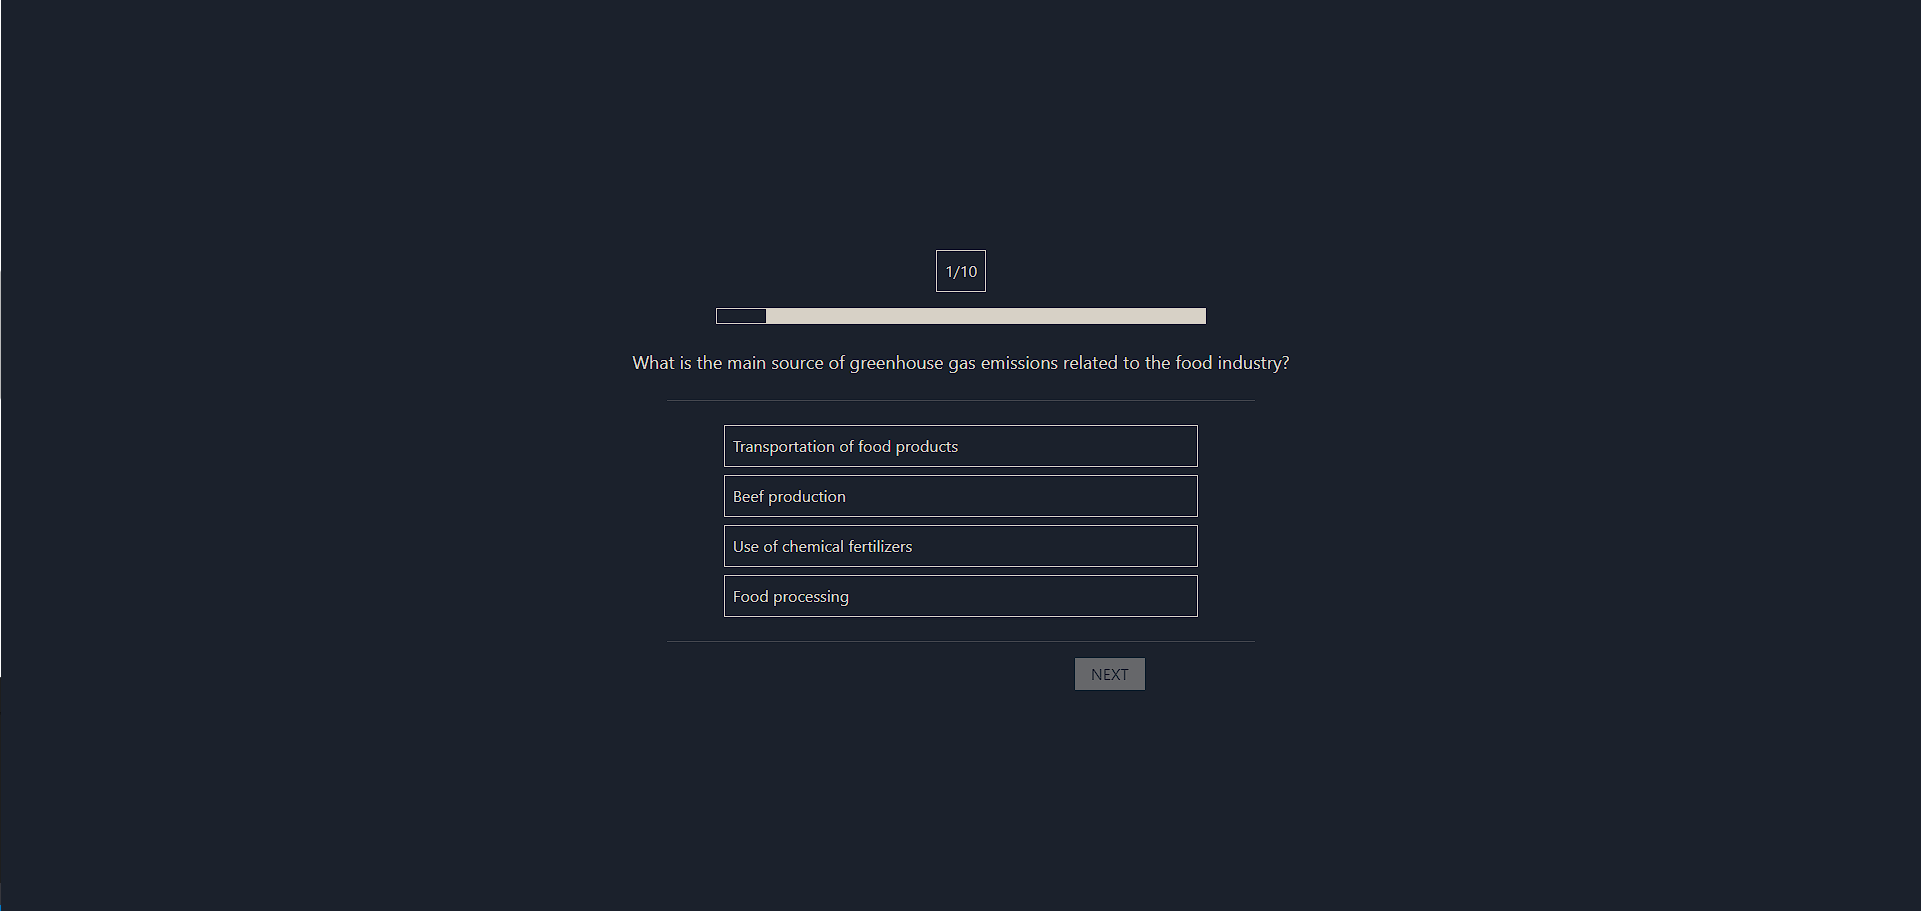 1/10
What is the main source of greenhouse gas emissions related to the food industry?
Transportation of food products
Beef production
Use of chemical fertilizers
Food processing
NEXT